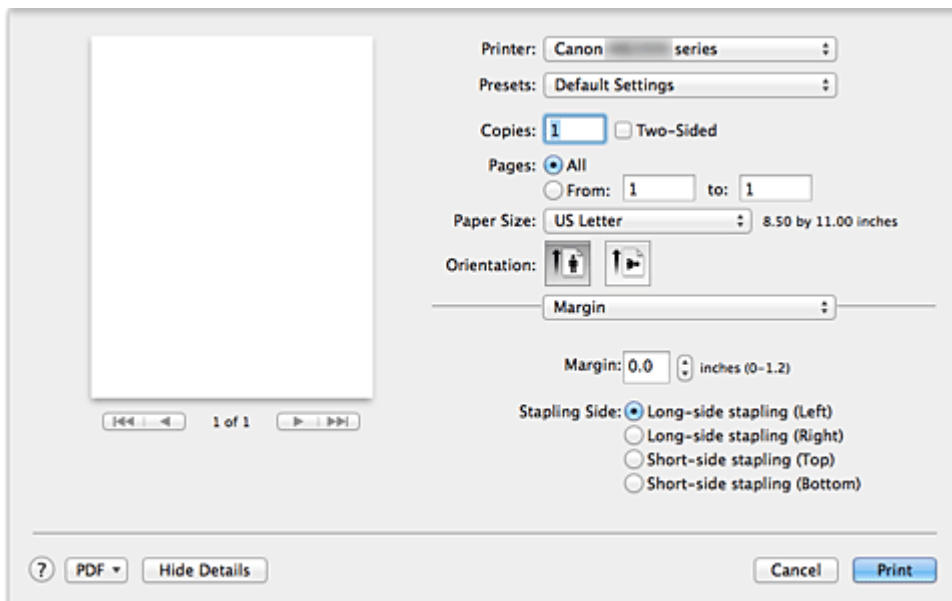 Printer: Canon series
Presets: Default Settings
Copies: 1 Two-Sided
Pages: All
From: 1 to: 1
Paper Size: US Letter 8.50 by 11.00 inches
Orientation:
Margin
Margin: 0.0 inches (0-1.2)
1 of 1
Stapling Side: Long-side stapling (Left)
Long-side stapling (Right)
Short-side stapling (Top)
Short-side stapling (Bottom)
? PDF Hide Details Cancel Print